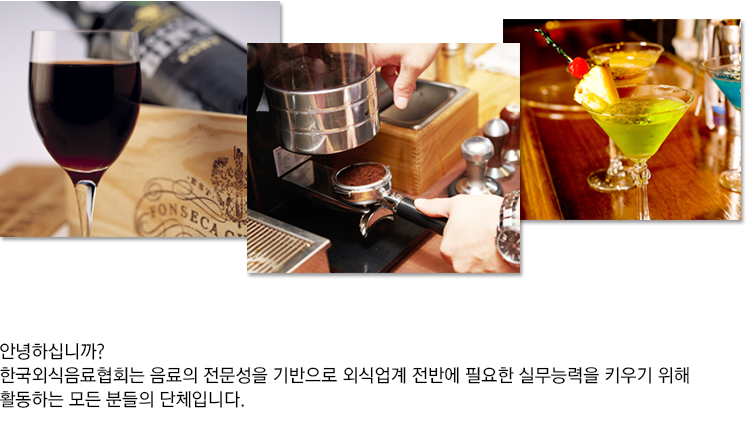 EST
FONSECA
안녕하십니까?
한국외식음료협회는 음료의 전문성을 기반으로 외식업계 전반에 필요한 실무능력을 키우기 위해
활동하는 모든 분들의 단체입니다.